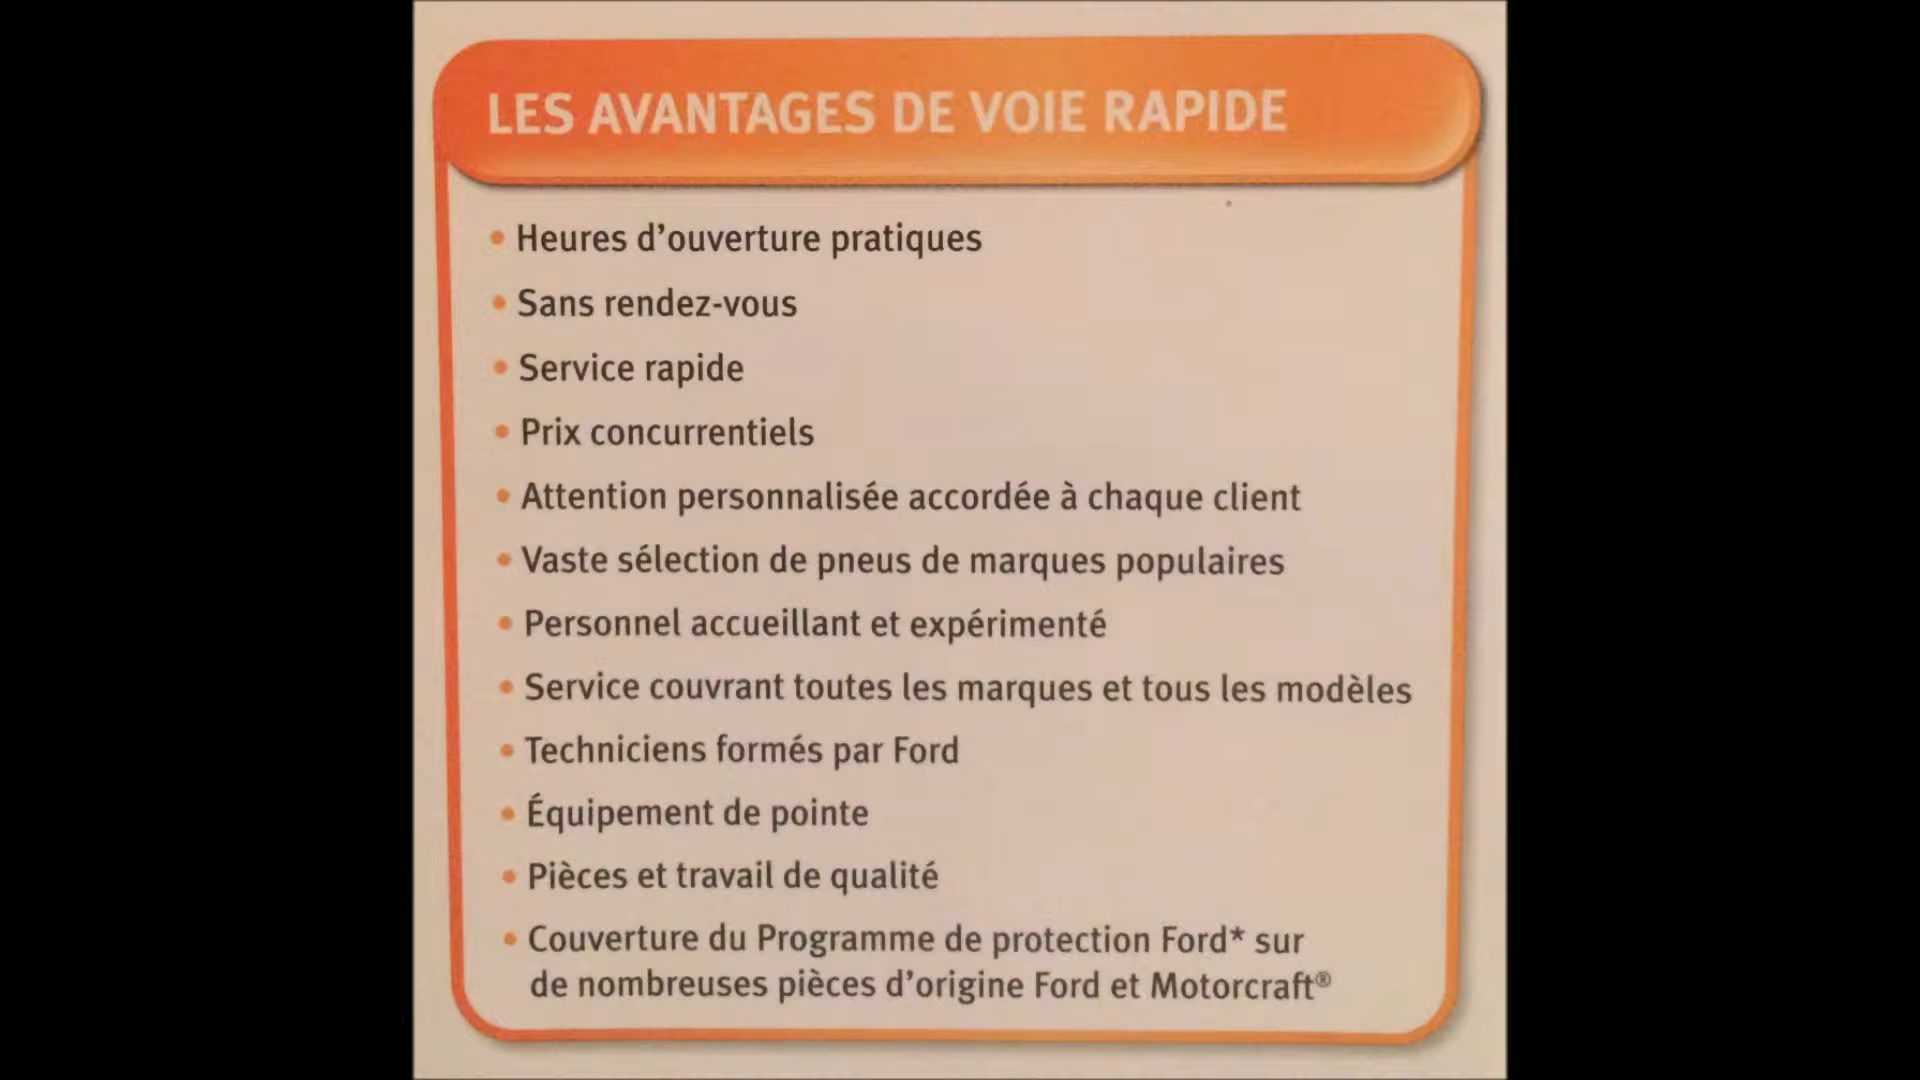 LES AVANTAGES DE VOIE RAPIDE
• Heures d'ouverture pratiques
• Sans rendez-vous
• Service rapide
• Prix concurrentiels
• Attention personnalisée accordée à chaque client
• Vaste sélection de pneus de marques populaires
• Personnel accueillant et expérimenté
• Service couvrant toutes les marques et tous les modèles
• Techniciens formés par Ford
• Équipement de pointe
• Pièces et travail de qualité
• Couverture du Programme de protection Ford* sur
de nombreuses pièces d'origine Ford et Motorcraft®